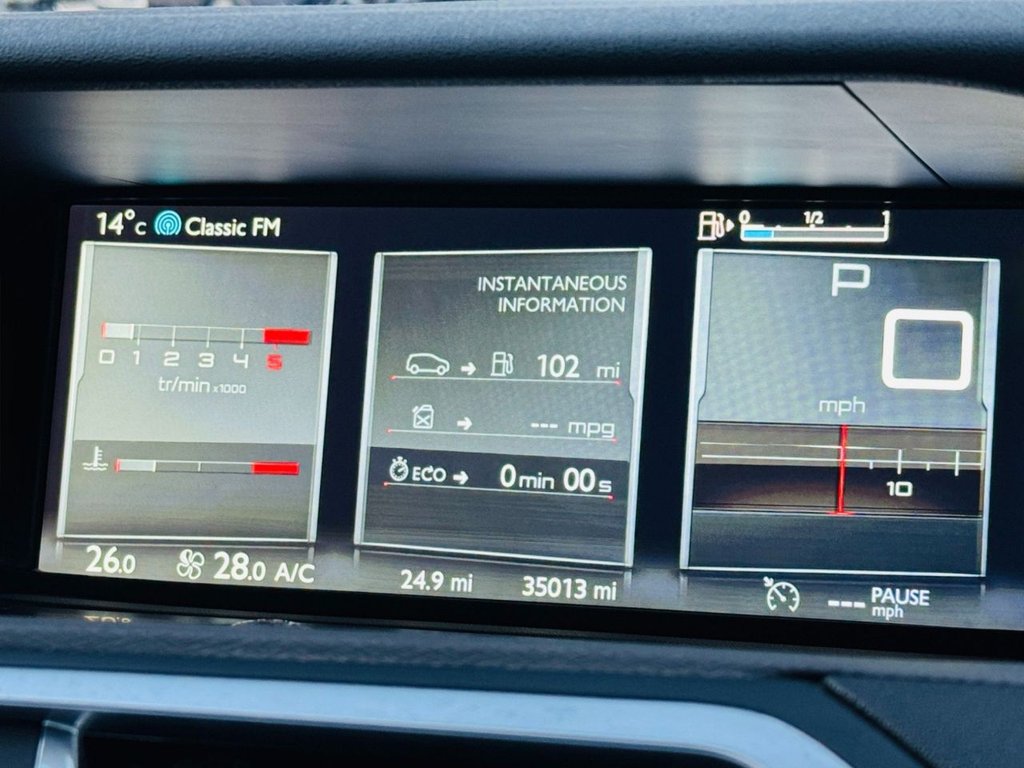 14°C Classic FM
0 1/2 1
0 1 2 3 4 5
tr/min x1000
INSTANTANEOUS
INFORMATION
102 mi
--- mpg
ECO 0 min 00 s
P
0
mph
10
26.0 28.0 A/C
24.9 mi 35013 mi
--- PAUSE
mph